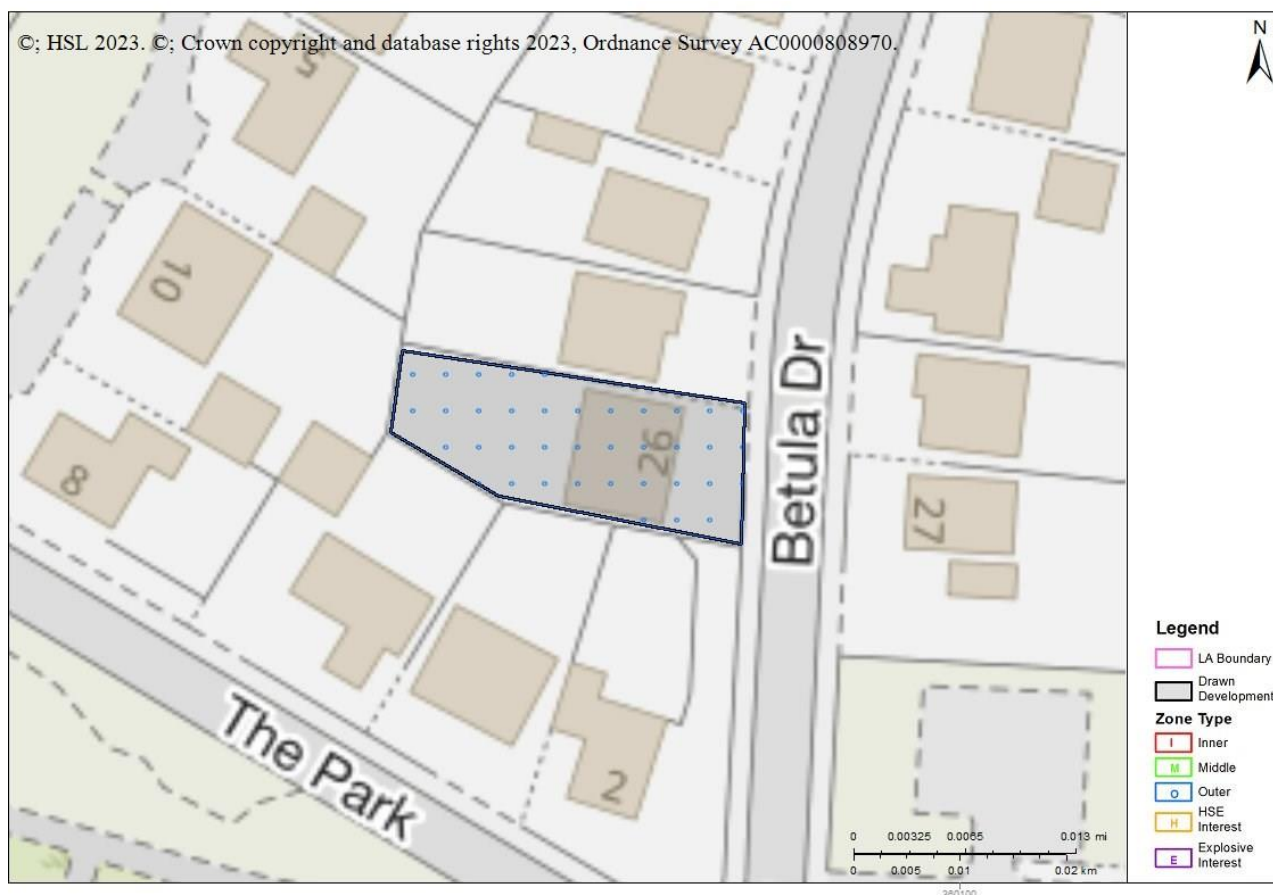 ©; HSL 2023. ©; Crown copyright and database rights 2023, Ordnance Survey AC0000808970.
N
5
10
8
26
27
2
Betula Dr
The Park
Legend
LA Boundary
Drawn
Development
Zone Type
I Inner
M Middle
O Outer
H HSE
Interest
E Explosive
Interest
0 0.00325 0.0065 0.013 mi
0 0.005 0.01 0.02 km